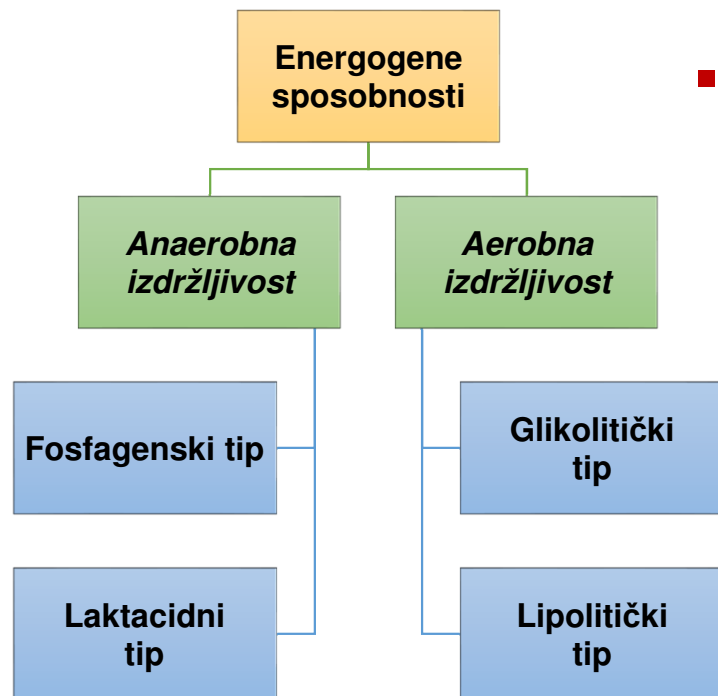 Energogene
sposobnosti
Anaerobna
izdržljivost
Aerobna
izdržljivost
Fosfagenski tip
Glikolitički
tip
Laktacidni
tip
Lipolitički
tip